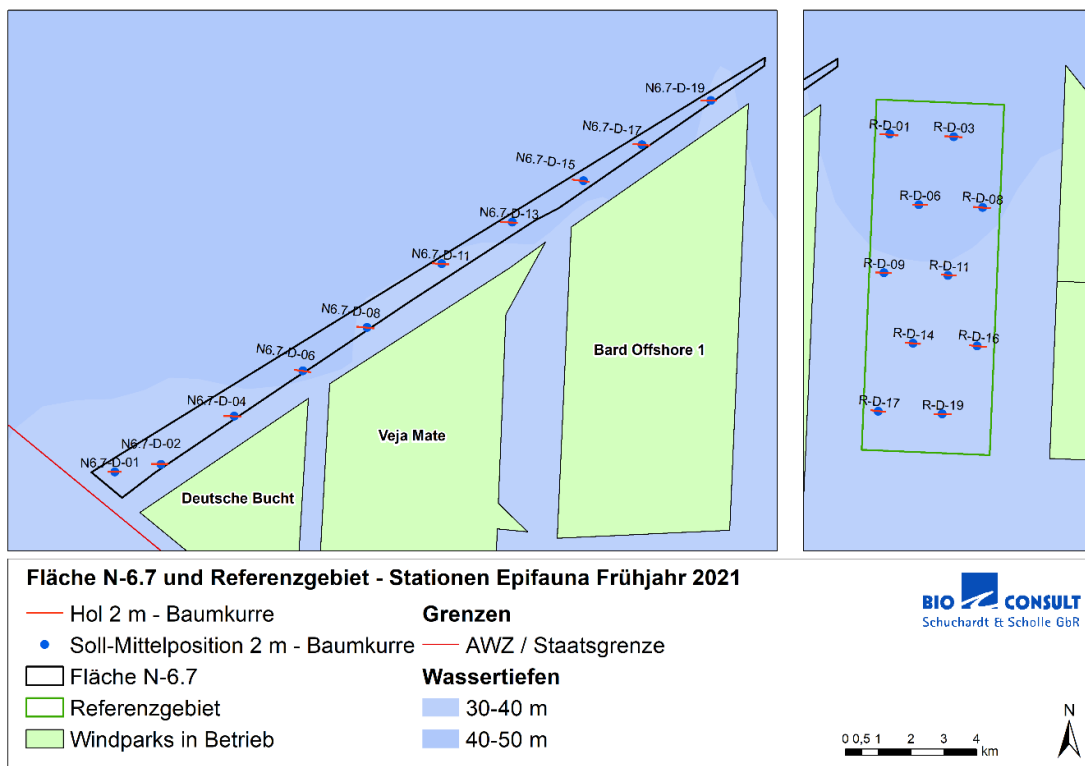 N6.7-D-19
N6.7-D-17
N6.7-D-15
N6.7-D-13
N6.7-D-11
N6.7-D-08
N6.7-D-06
N6.7-D-04
N6.7-D-02
N6.7-D-01
Bard Offshore 1
Veja Mate
Deutsche Bucht
R-D-01
R-D-03
R-D-06
R-D-08
R-D-09
R-D-11
R-D-14
R-D-16
R-D-17
R-D-19
Fläche N-6.7 und Referenzgebiet - Stationen Epifauna Frühjahr 2021
Hol 2 m - Baumkurre
Soll-Mittelposition 2 m - Baumkurre
Fläche N-6.7
Referenzgebiet
Windparks in Betrieb
Grenzen
AWZ / Staatsgrenze
Wassertiefen
30-40 m
40-50 m
BIO CONSULT
Schuchardt & Scholle GbR
0 0,5 1 2 3 4
km
N